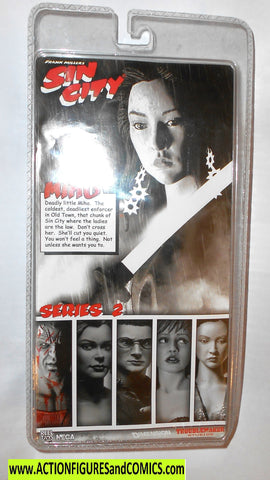 FRANK MILLER'S
SIN
CITY
MIHO
Deadly little Miho. The
coldest, deadliest enforcer
in Old Town, that chunk of
Sin City where the ladies
are the law. Don't cross
her. She'll cut you quiet.
You won't feel a thing. Not
unless she wants you to.
SERIES 2
NECA
DIMENSION
TROUBLEMAKER
www.ACTIONFIGURESandCOMICS.com